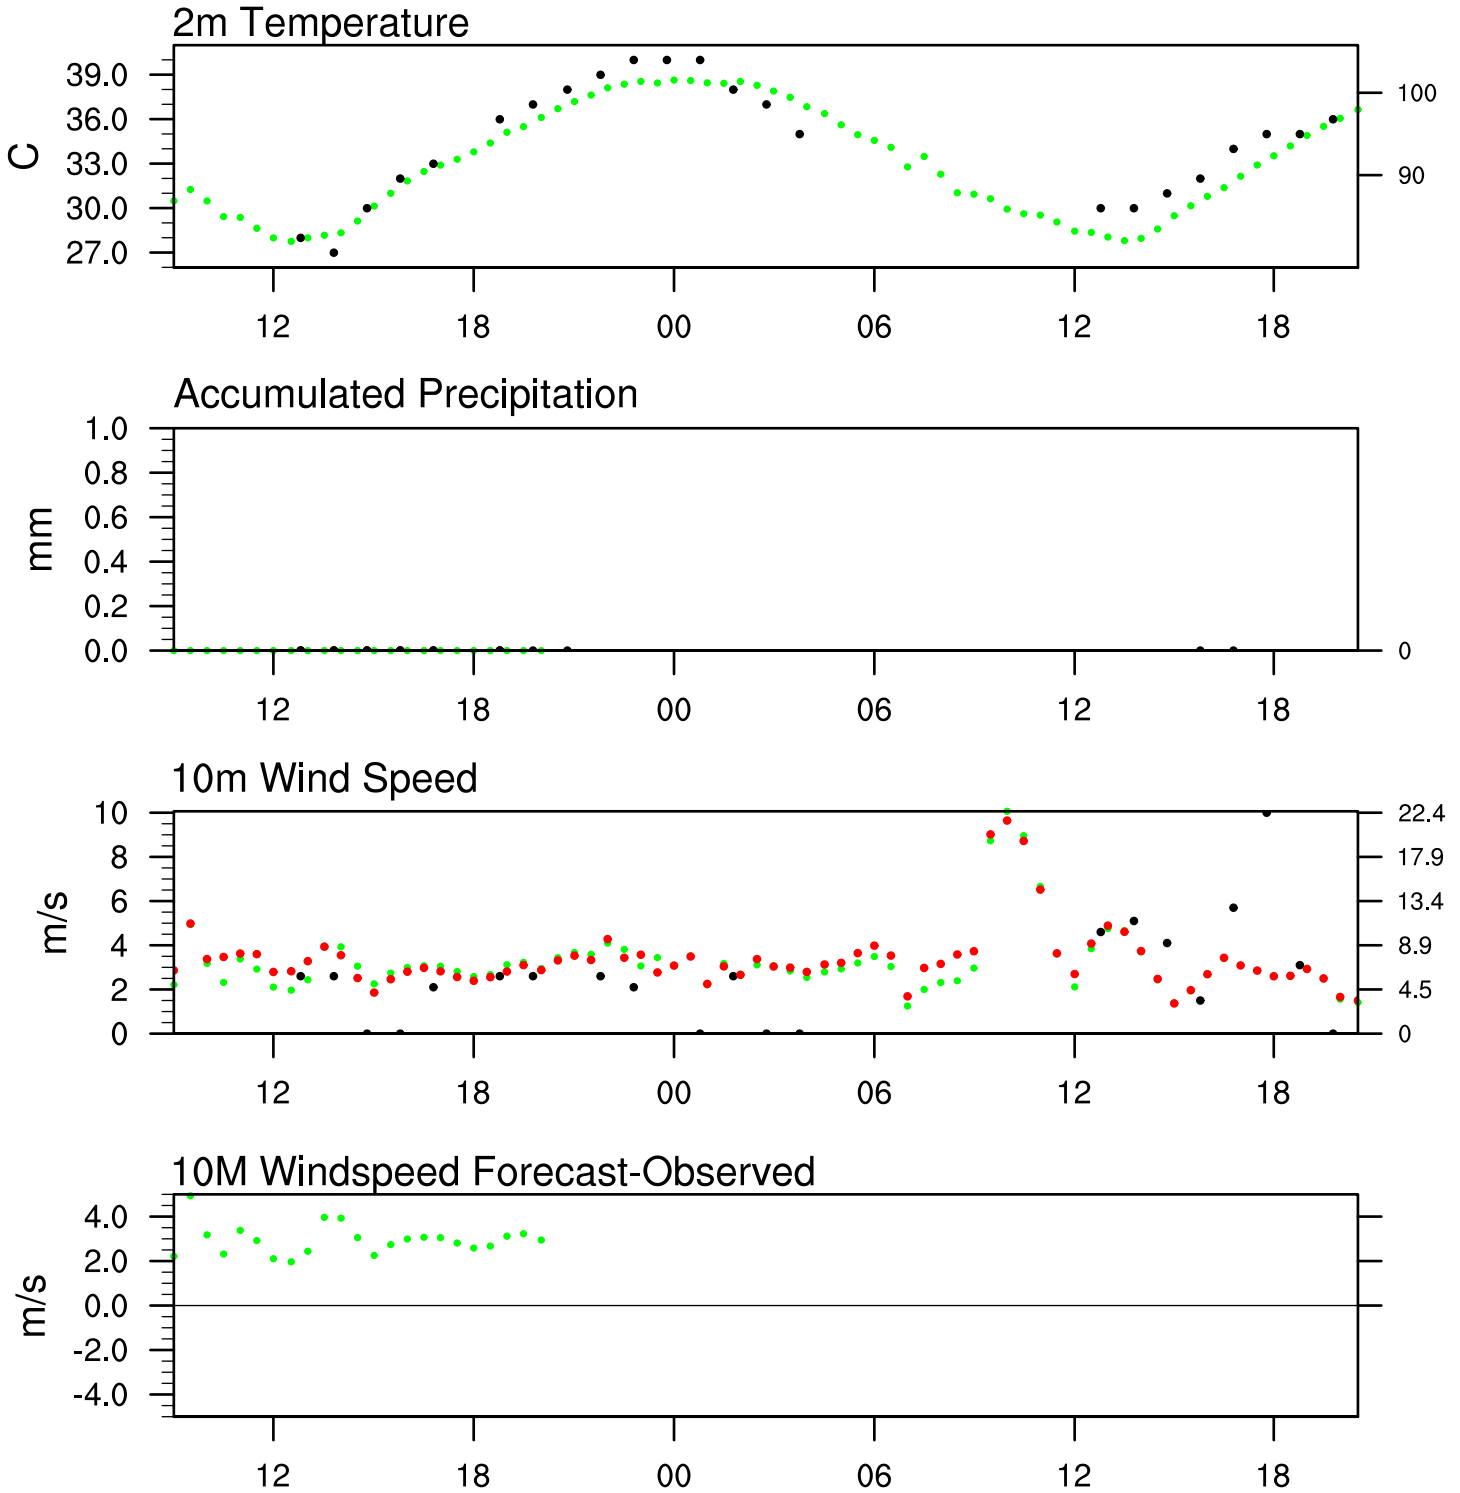 2m Temperature
39.0
36.0
33.0
30.0
27.0
C
100
90
12 18 00 06 12 18
Accumulated Precipitation
1.0
0.8
0.6
0.4
0.2
0.0
mm
0
12 18 00 06 12 18
10m Wind Speed
10
8
6
4
2
0
m/s
22.4
17.9
13.4
8.9
4.5
0
12 18 00 06 12 18
10M Windspeed Forecast-Observed
4.0
2.0
0.0
-2.0
-4.0
m/s
12 18 00 06 12 18